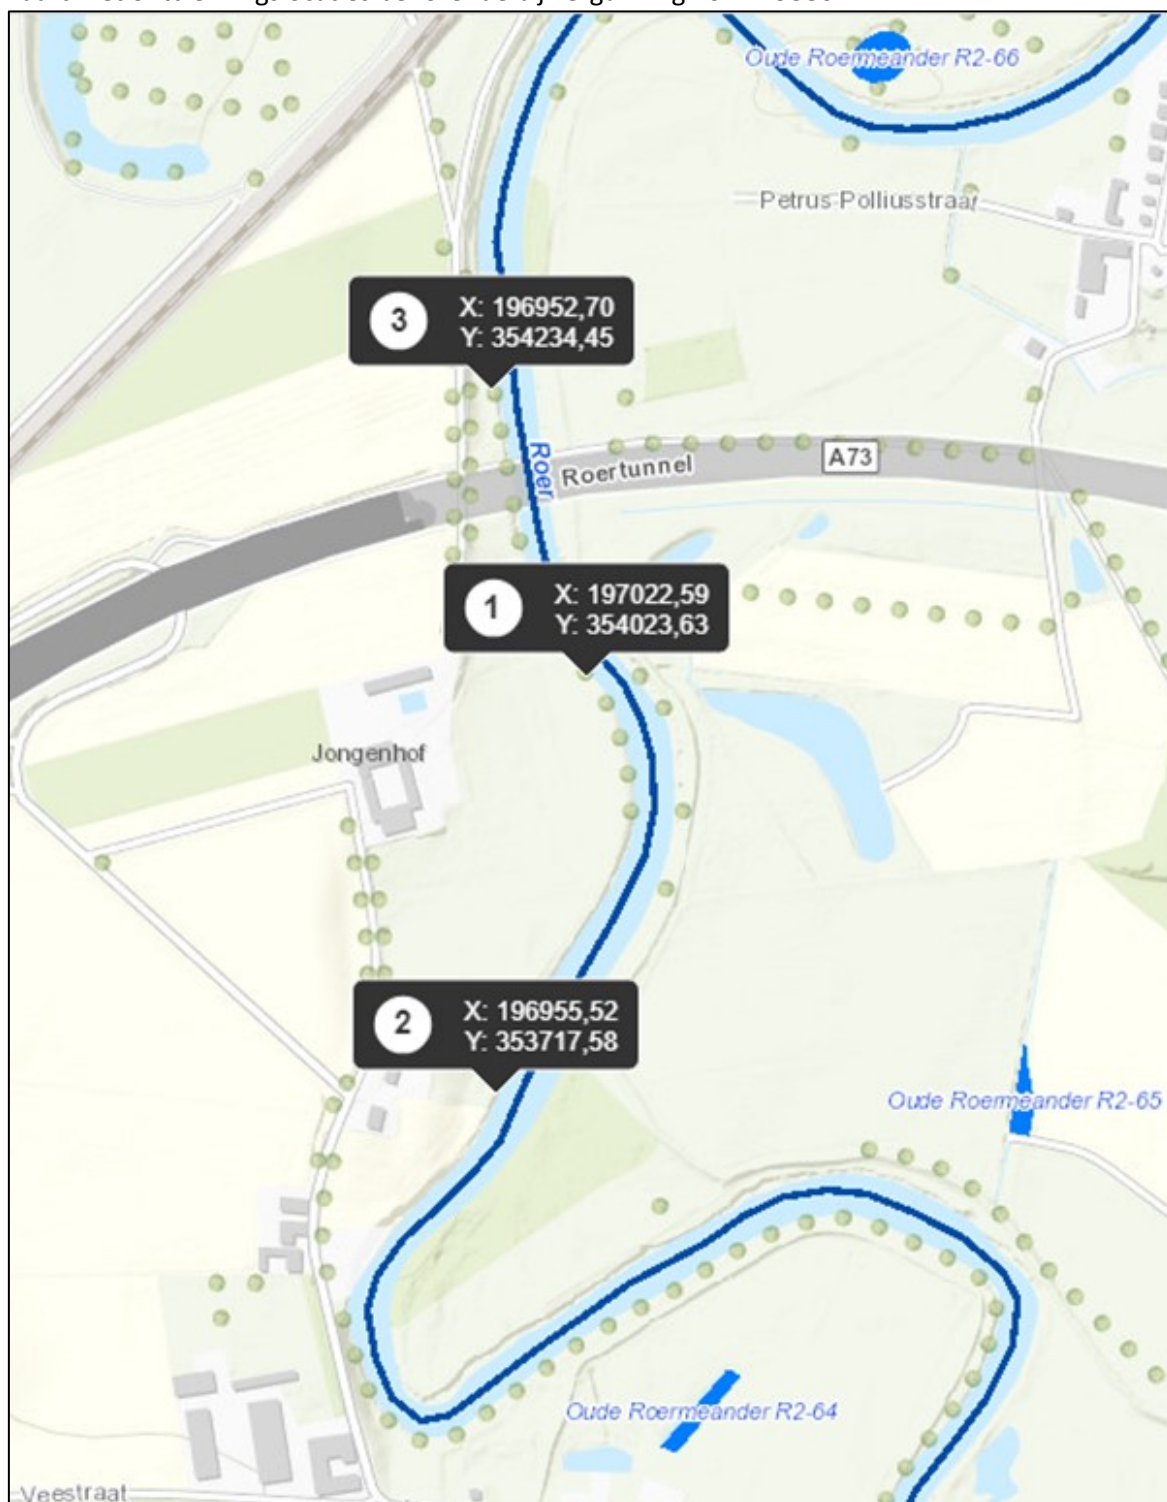 Oude Roermeander R2-66
Petrus Polliusstraat
3
X: 196952,70
Y: 354234,45
Roer
Roertunnel
A73
1
X: 197022,59
Y: 354023,63
Jongenhof
2
X: 196955,52
Y: 353717,58
Oude Roermeander R2-65
Oude Roermeander R2-64
Veestraat